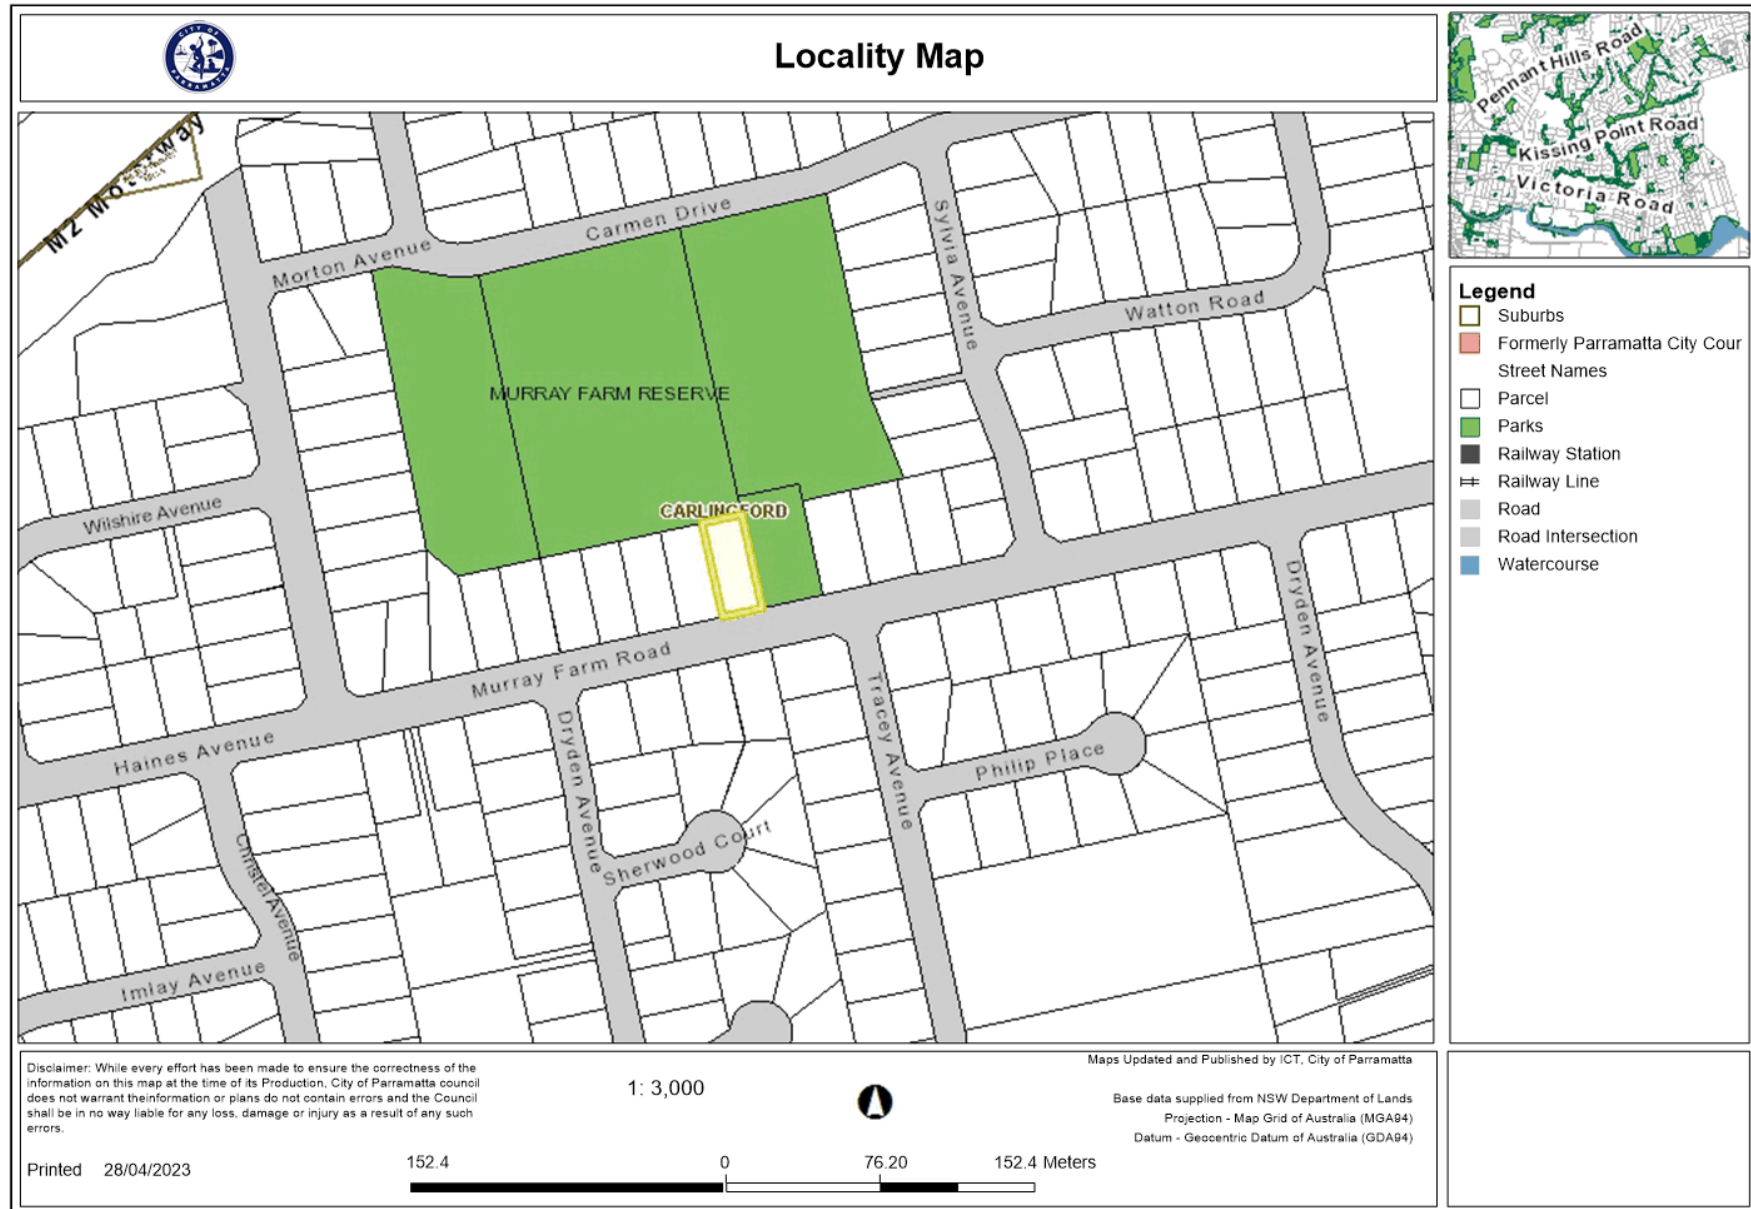 CITY OF
PARRAMATTA
Locality Map
Pennant Hills Road
Kissing Point Road
Victoria Road
M2 Motorway
Morton Avenue
Carmen Drive
Sylvia Avenue
Watton Road
MURRAY FARM RESERVE
CARLINGFORD
Wilshire Avenue
Murray Farm Road
Haines Avenue
Dryden Avenue
Dryden Avenue
Tracey Avenue
Philip Place
Sherwood Court
Christel Avenue
Imlay Avenue
Legend
Suburbs
Formerly Parramatta City Cour
Street Names
Parcel
Parks
Railway Station
Railway Line
Road
Road Intersection
Watercourse
Disclaimer: While every effort has been made to ensure the correctness of the
information on this map at the time of its Production, City of Parramatta council
does not warrant theinformation or plans do not contain errors and the Council
shall be in no way liable for any loss, damage or injury as a result of any such
errors.
Printed 28/04/2023
1: 3,000
152.4 0 76.20 152.4 Meters
Maps Updated and Published by ICT, City of Parramatta
Base data supplied from NSW Department of Lands
Projection - Map Grid of Australia (MGA94)
Datum - Geocentric Datum of Australia (GDA94)